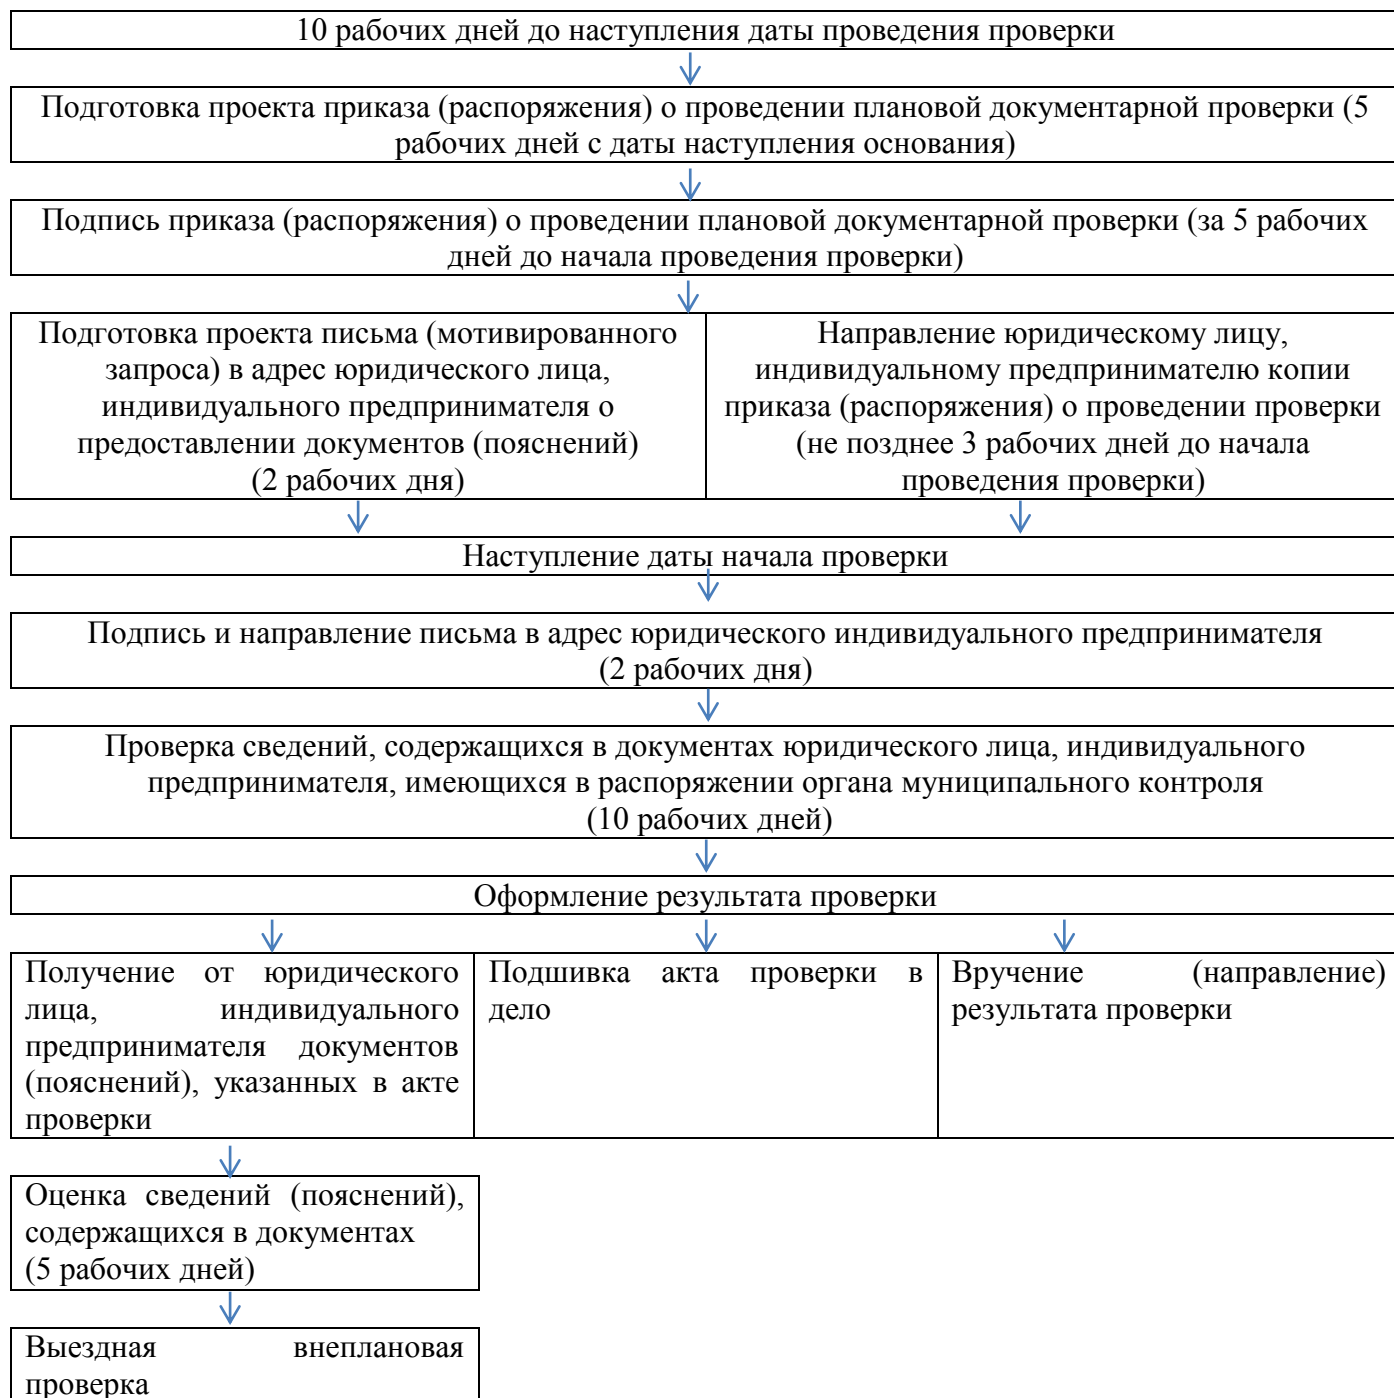 10 рабочих дней до наступления даты проведения проверки
Подготовка проекта приказа (распоряжения) о проведении плановой документарной проверки (5
рабочих дней с даты наступления основания)
Подпись приказа (распоряжения) о проведении плановой документарной проверки (за 5 рабочих
дней до начала проведения проверки)
Подготовка проекта письма (мотивированного
запроса) в адрес юридического лица,
индивидуального предпринимателя о
предоставлении документов (пояснений)
(2 рабочих дня)
Направление юридическому лицу,
индивидуальному предпринимателю копии
приказа (распоряжения) о проведении проверки
(не позднее 3 рабочих дней до начала
проведения проверки)
Наступление даты начала проверки
Подпись и направление письма в адрес юридического индивидуального предпринимателя
(2 рабочих дня)
Проверка сведений, содержащихся в документах юридического лица, индивидуального
предпринимателя, имеющихся в распоряжении органа муниципального контроля
(10 рабочих дней)
Оформление результата проверки
Получение от юридического
лица, индивидуального
предпринимателя документов
(пояснений), указанных в акте
проверки
Подшивка акта проверки в
дело
Вручение (направление)
результата проверки
Оценка сведений (пояснений),
содержащихся в документах
(5 рабочих дней)
Выездная внеплановая
проверка